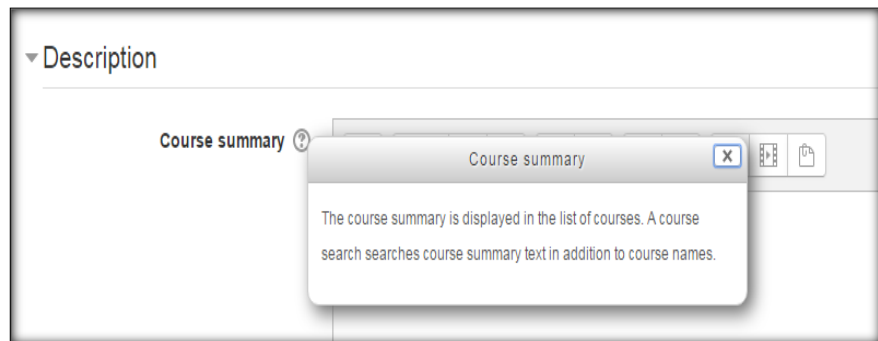 Description
Course summary
Course summary
The course summary is displayed in the list of courses. A course
search searches course summary text in addition to course names.